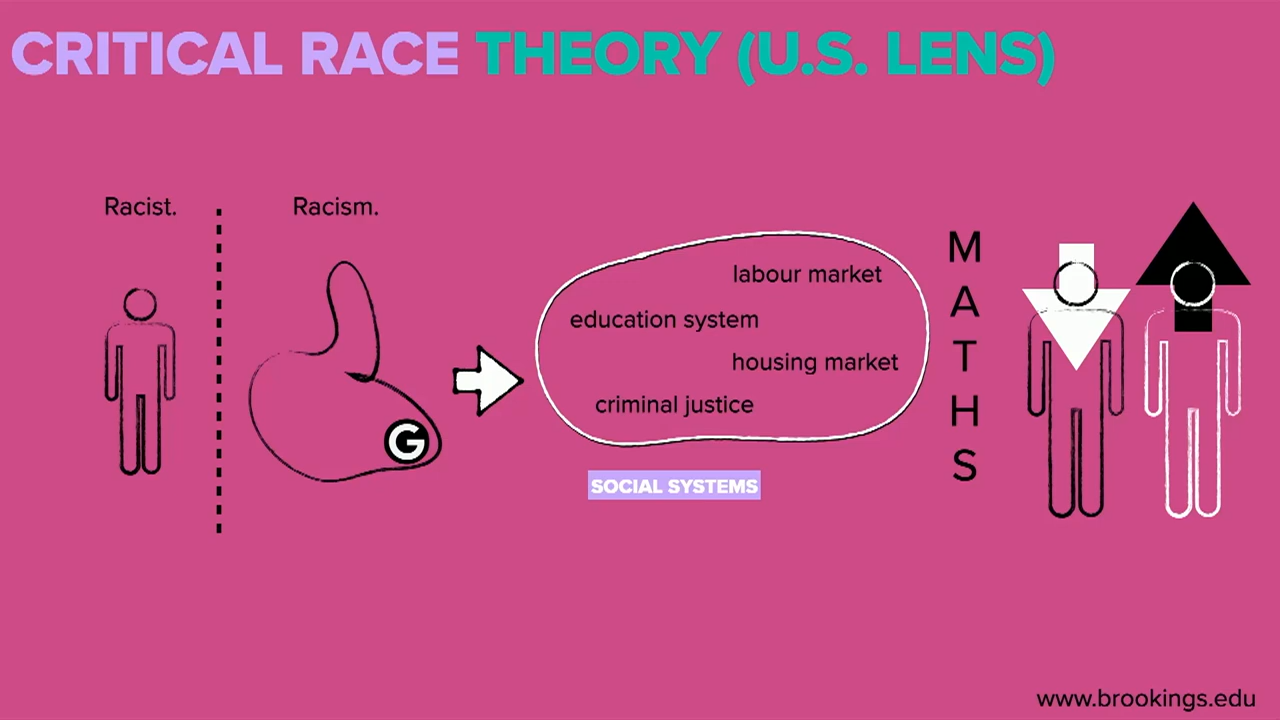 CRITICAL RACE THEORY (U.S. LENS)
Racist.
Racism.
G
labour market
education system
housing market
criminal justice
SOCIAL SYSTEMS
M
A
T
H
S
www.brookings.edu